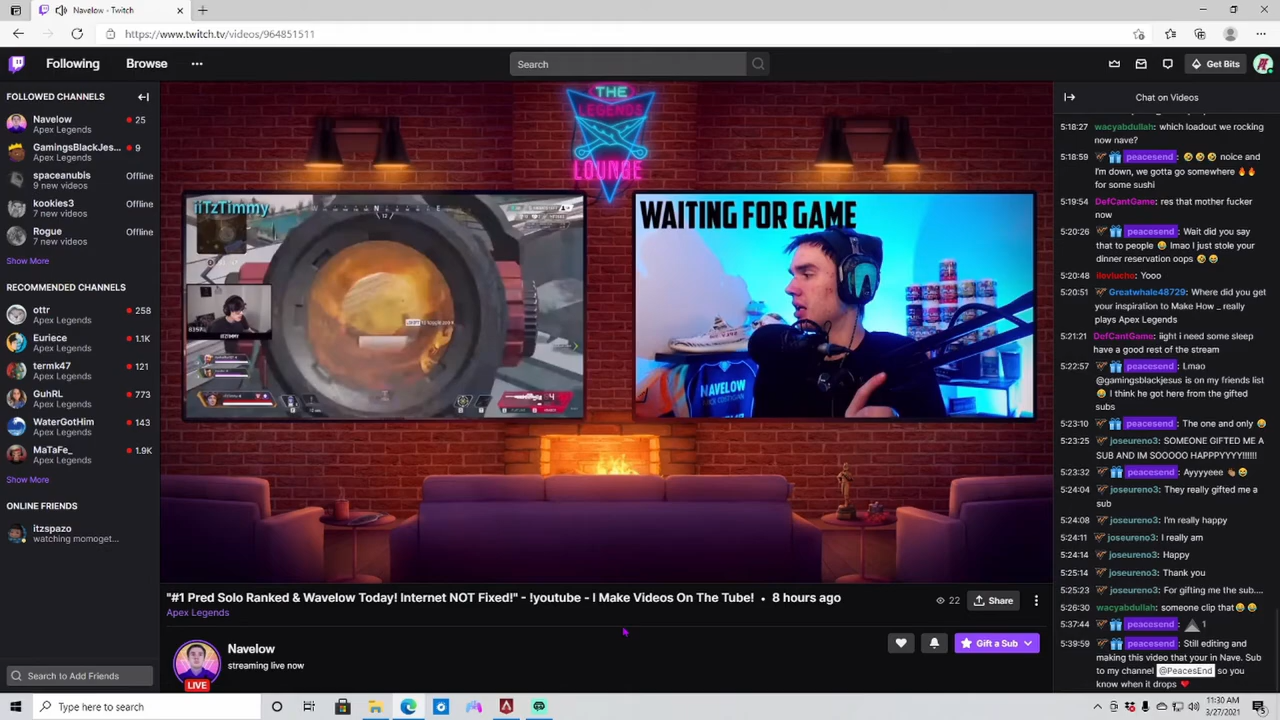 Navelow - Twitch
https://www.twitch.tv/videos/964851511
Following
Browse
Search
Get Bits
FOLLOWED CHANNELS
Navelow
25
Apex Legends
GamingsBlackJes...
9
Apex Legends
spaceanubis
Offline
9 new videos
kookies3
Offline
7 new videos
Rogue
Offline
7 new videos
Show More
RECOMMENDED CHANNELS
ottr
258
Apex Legends
Euriece
1.1K
Apex Legends
termk47
121
Apex Legends
GuhRL
773
Apex Legends
WaterGotHim
143
Apex Legends
MaTaFe_
1.9K
Apex Legends
Show More
ONLINE FRIENDS
itzspazo
watching momoget...
Search to Add Friends
THE
LEGENDS
LOUNGE
iiTzTimmy
N
E
WAITING FOR GAME
NAVELOW
"#1 Pred Solo Ranked & Wavelow Today! Internet NOT Fixed!" - !youtube - I Make Videos On The Tube! • 8 hours ago
22
Share
Apex Legends
Navelow
streaming live now
LIVE
Gift a Sub
Chat on Videos
5:18:27 wacyabdullah: which loadout we rocking
now nave?
5:18:59 peacesend: 🤣 🤣 🤣 noice and
I'm down, we gotta go somewhere 🔥🔥
for some sushi
5:19:54 DefCantGame: res that mother fucker
now
5:20:26 peacesend: Wait did you say
that to people 😅 lmao I just stole your
dinner reservation oops 🤣 😅
5:20:48 ilovlucho: Yooo
5:20:51 Greatwhale48729: Where did you get
your inspiration to Make How _ really
plays Apex Legends
5:21:21 DefCantGame: iight i need some sleep
have a good rest of the stream
5:22:57 peacesend: Lmao
@gamingsblackjesus is on my friends list
😅 I think he got here from the gifted
subs
5:23:10 peacesend: The one and only 😅
5:23:25 joseureno3: SOMEONE GIFTED ME A
SUB AND IM SOOOOO HAPPPYYYY!!!!!!
5:23:32 peacesend: Ayyyyeee 👏🏽 😅
5:24:04 joseureno3: They really gifted me a
sub
5:24:08 joseureno3: I'm really happy
5:24:11 joseureno3: I really am
5:24:14 joseureno3: Happy
5:25:14 joseureno3: Thank you
5:25:23 joseureno3: For gifting me the sub....
5:26:30 wacyabdullah: someone clip that😂😂
5:37:44 peacesend: 1
5:39:59 peacesend: Still editing and
making this video that your in Nave. Sub
to my channel @PeacesEnd so you
know when it drops ❤️
Type here to search
11:30 AM
3/27/2021